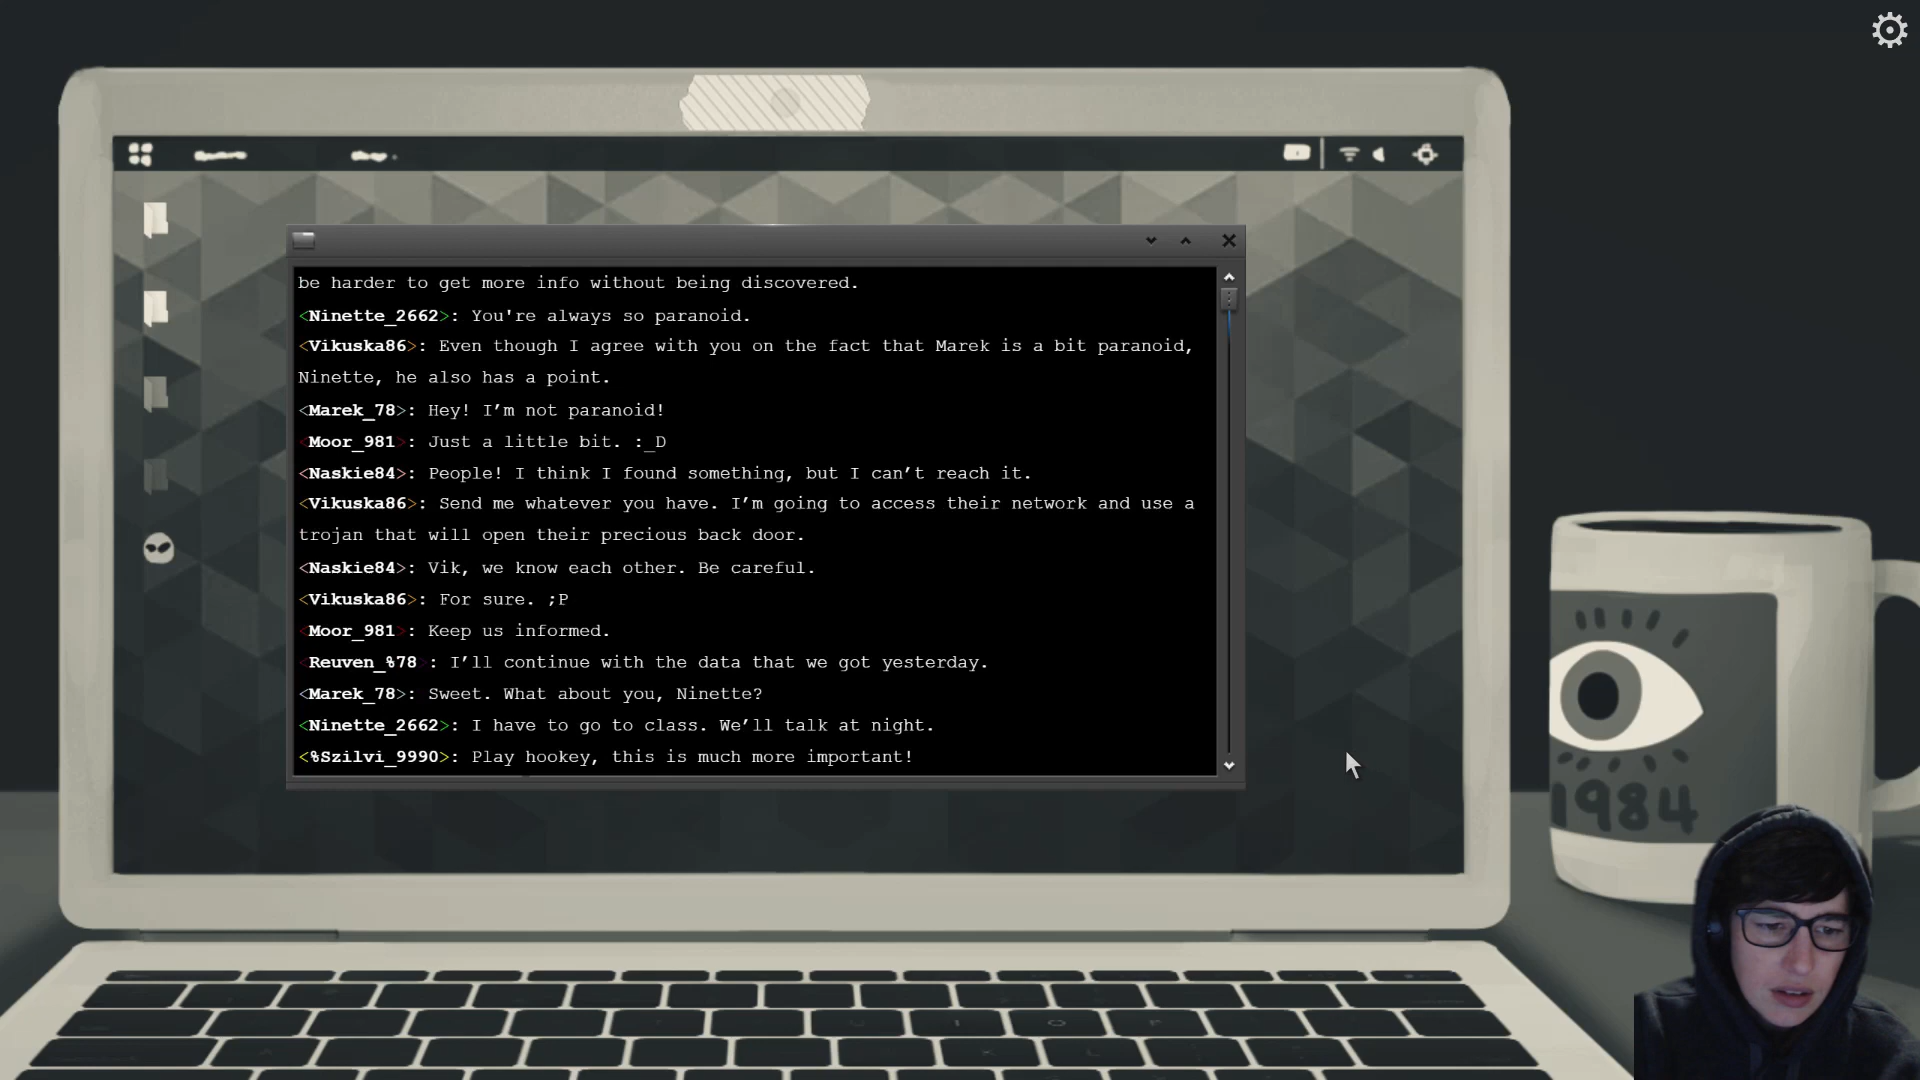 be harder to get more info without being discovered.
<Ninette_2662>: You're always so paranoid.
<Vikuska86>: Even though I agree with you on the fact that Marek is a bit paranoid,
Ninette, he also has a point.
<Marek_78>: Hey! I’m not paranoid!
<Moor_981>: Just a little bit. :_D
<Naskie84>: People! I think I found something, but I can’t reach it.
<Vikuska86>: Send me whatever you have. I’m going to access their network and use a
trojan that will open their precious back door.
<Naskie84>: Vik, we know each other. Be careful.
<Vikuska86>: For sure. ;P
<Moor_981>: Keep us informed.
<Reuven_%78>: I’ll continue with the data that we got yesterday.
<Marek_78>: Sweet. What about you, Ninette?
<Ninette_2662>: I have to go to class. We’ll talk at night.
<%Szilvi_9990>: Play hookey, this is much more important!
1984